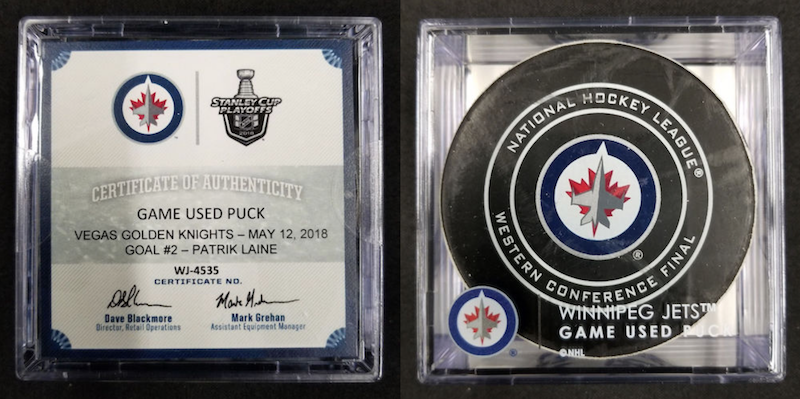 STANLEY CUP
PLAYOFFS
2018
CERTIFICATE OF AUTHENTICITY
GAME USED PUCK
VEGAS GOLDEN KNIGHTS – MAY 12, 2018
GOAL #2 – PATRIK LAINE
WJ-4535
CERTIFICATE NO.
Dave Blackmore
Director, Retail Operations
Mark Grehan
Assistant Equipment Manager
NATIONAL HOCKEY LEAGUE®
WESTERN CONFERENCE FINAL
®
WINNIPEG JETS™
GAME USED PUCK
©NHL